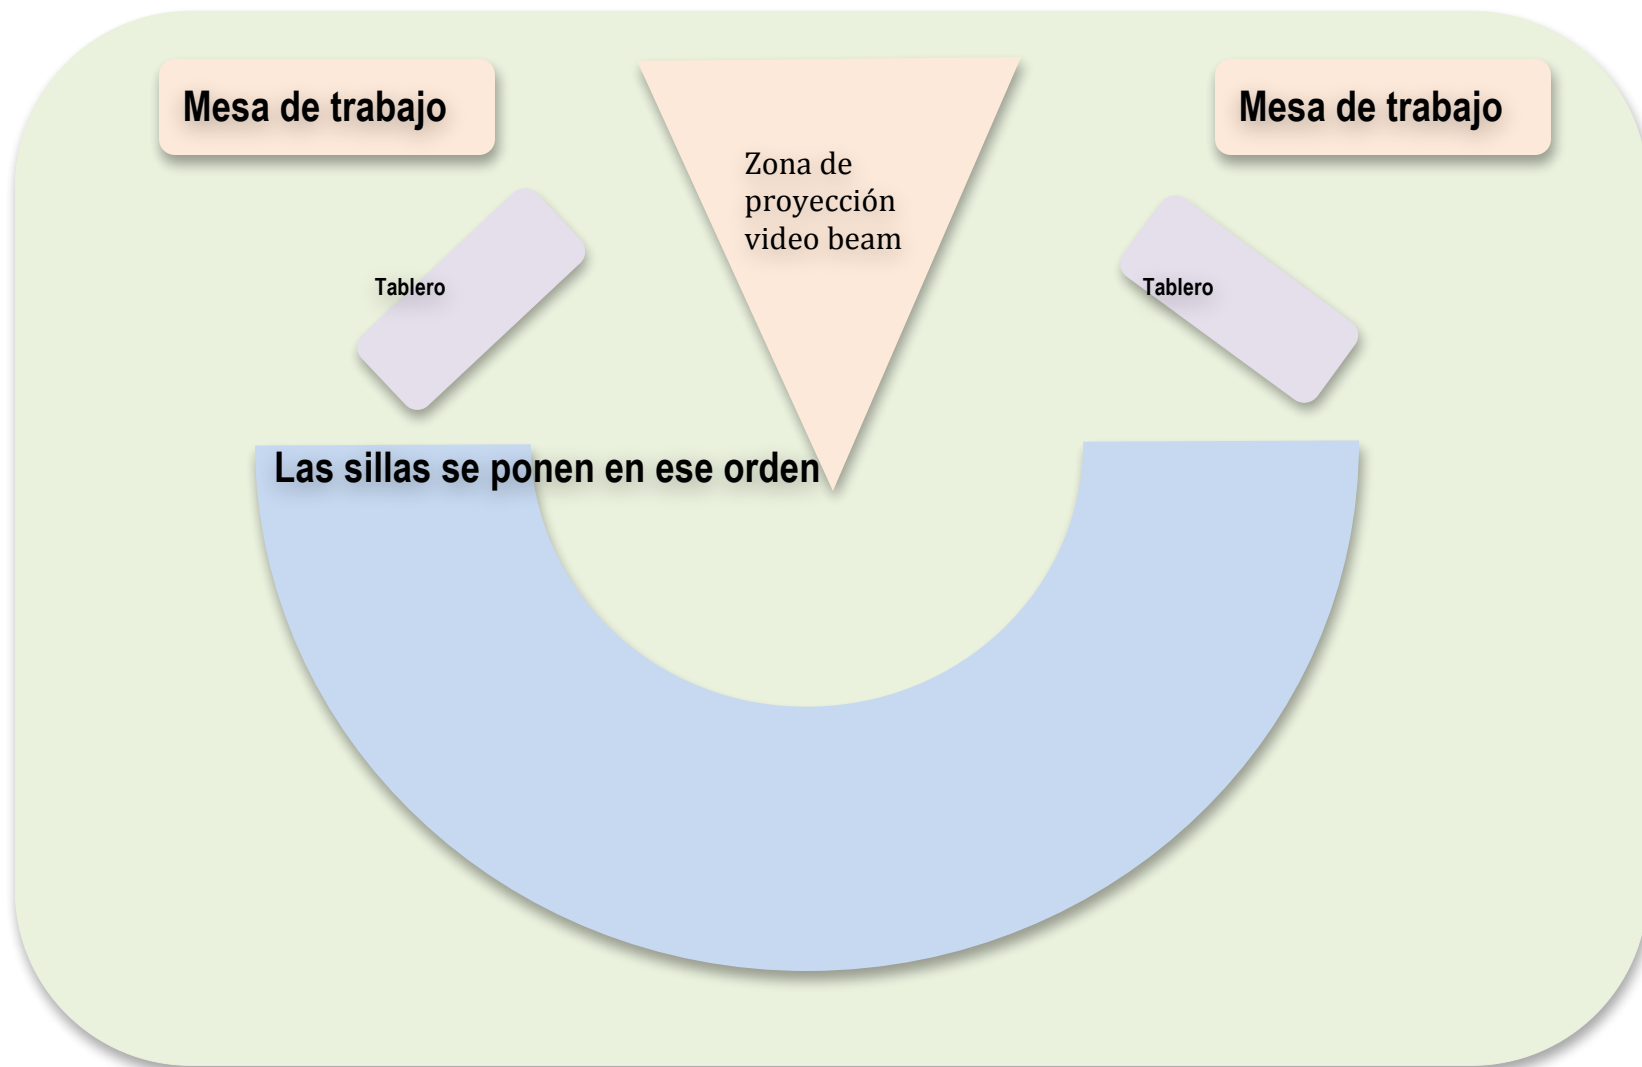 Mesa de trabajo
Mesa de trabajo
Zona de
proyección
video beam
Tablero
Tablero
Las sillas se ponen en ese orden